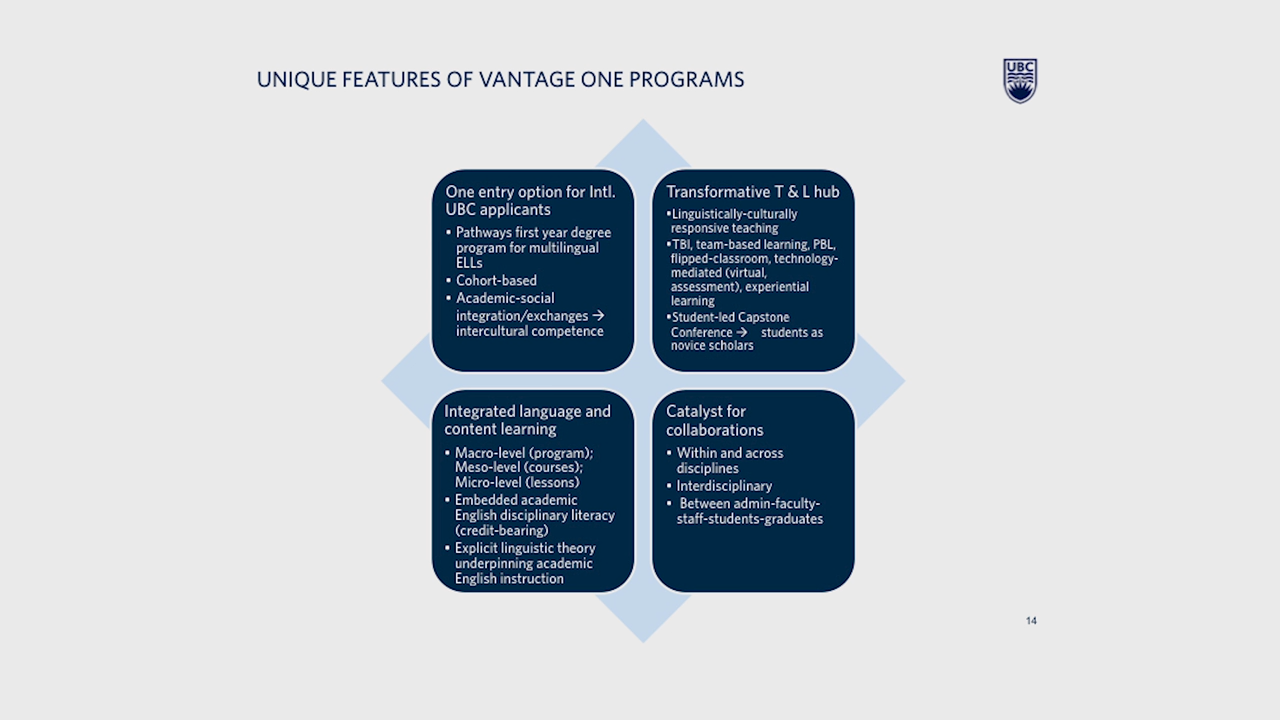 UNIQUE FEATURES OF VANTAGE ONE PROGRAMS
UBC
One entry option for Intl.
UBC applicants
▪ Pathways first year degree
program for multilingual
ELLs
▪ Cohort-based
▪ Academic-social
integration/exchanges →
intercultural competence
Transformative T & L hub
▪Linguistically-culturally
responsive teaching
▪TBI, team-based learning, PBL,
flipped-classroom, technology-
mediated (virtual,
assessment), experiential
learning
▪Student-led Capstone
Conference → students as
novice scholars
Integrated language and
content learning
▪ Macro-level (program);
Meso-level (courses);
Micro-level (lessons)
▪ Embedded academic
English disciplinary literacy
(credit-bearing)
▪ Explicit linguistic theory
underpinning academic
English instruction
Catalyst for
collaborations
▪ Within and across
disciplines
▪ Interdisciplinary
▪ Between admin-faculty-
staff-students-graduates
14